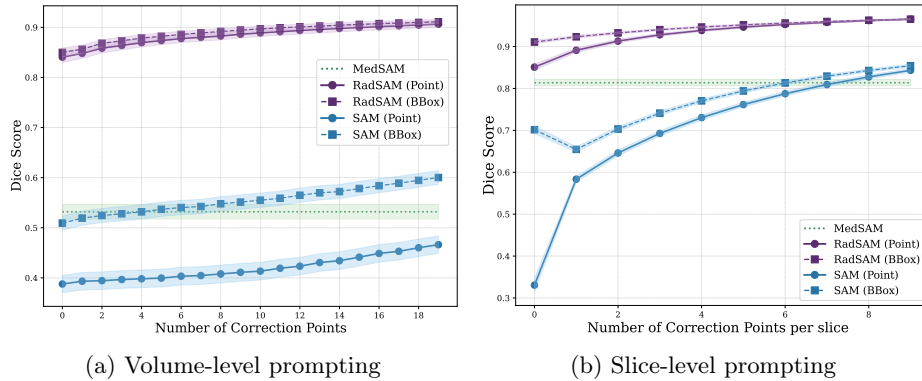 0.9
0.8
0.7
0.6
0.5
0.4
Dice Score
MedSAM
RadSAM (Point)
RadSAM (BBox)
SAM (Point)
SAM (BBox)
0 2 4 6 8 10 12 14 16 18
Number of Correction Points
(a) Volume-level prompting
0.9
0.8
0.7
0.6
0.5
0.4
0.3
Dice Score
MedSAM
RadSAM (Point)
RadSAM (BBox)
SAM (Point)
SAM (BBox)
0 2 4 6 8
Number of Correction Points per slice
(b) Slice-level prompting